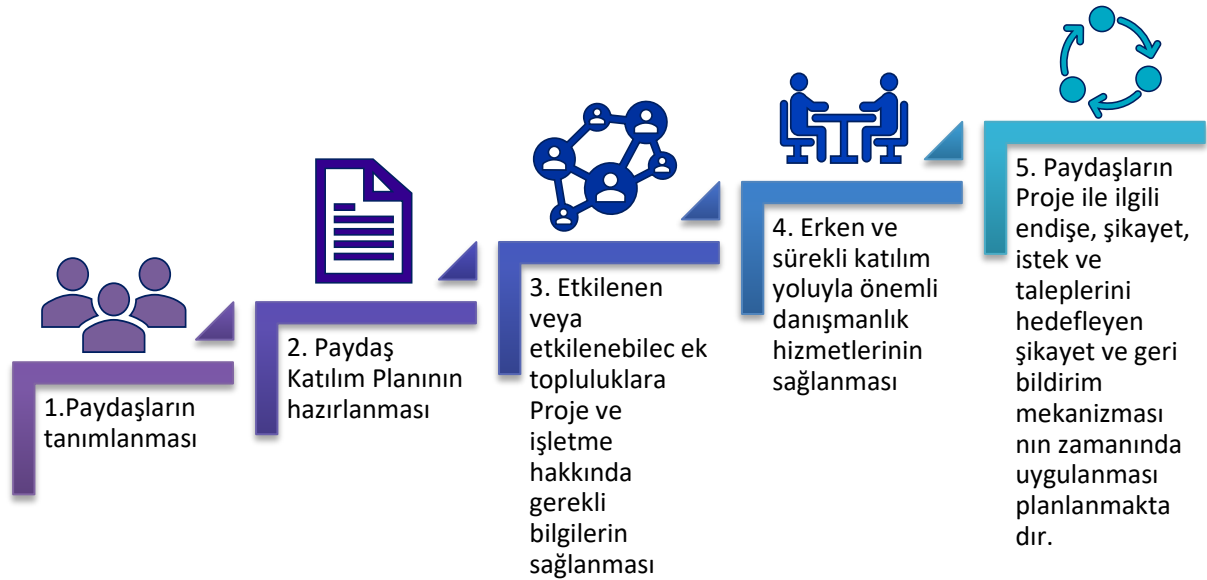 1.Paydaşların
tanımlanması
2. Paydaş
Katılım Planının
hazırlanması
3. Etkilenen
veya
etkilenebilec ek
topluluklara
Proje ve
işletme
hakkında
gerekli
bilgilerin
sağlanması
4. Erken ve
sürekli katılım
yoluyla önemli
danışmanlık
hizmetlerinin
sağlanması
5. Paydaşların
Proje ile ilgili
endişe, şikayet,
istek ve
taleplerini
hedefleyen
şikayet ve geri
bildirim
mekanizması
nın zamanında
uygulanması
planlanmakta
dır.